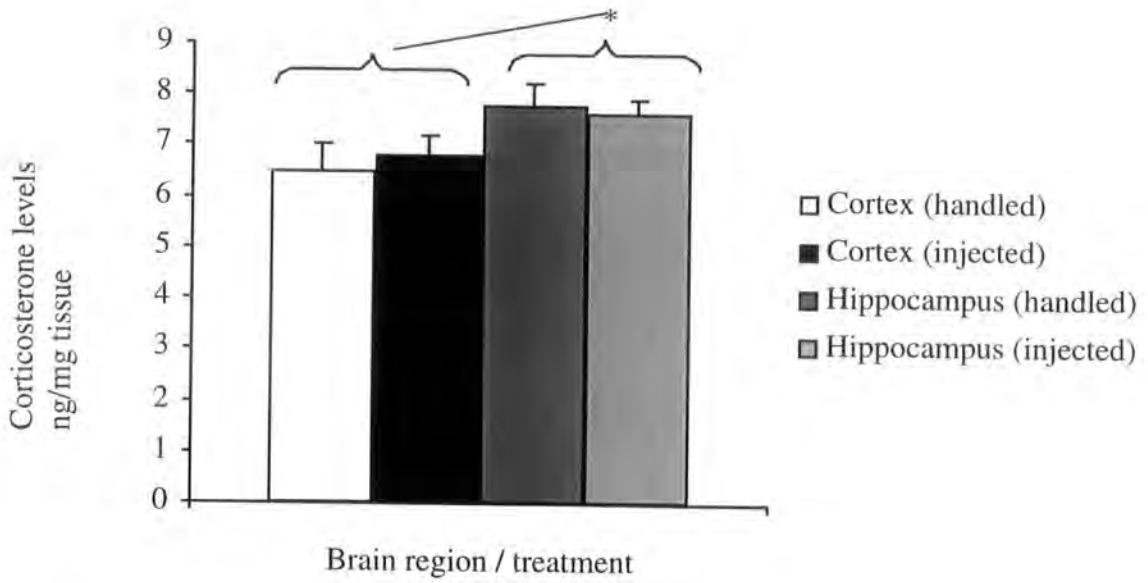 *
9
8
7
6
5
4
3
2
1
0
Corticosterone levels
ng/mg tissue
Brain region / treatment
Cortex (handled)
Cortex (injected)
Hippocampus (handled)
Hippocampus (injected)